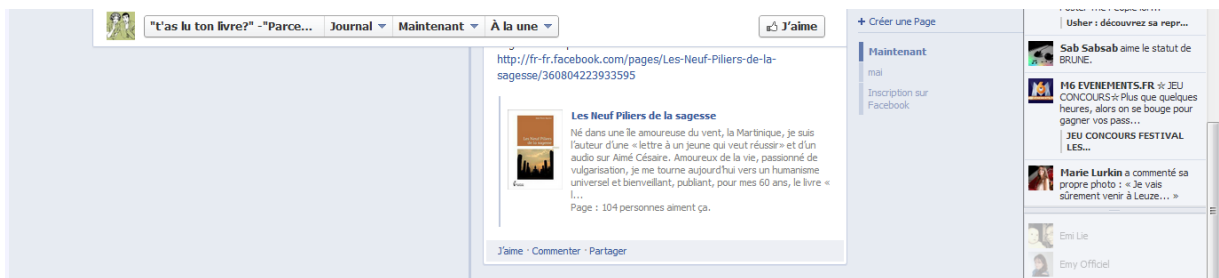 "t'as lu ton livre?" -"Parce...
Journal
Maintenant
À la une
J'aime
http://fr-fr.facebook.com/pages/Les-Neuf-Piliers-de-la-
sagesse/360804223933595
Les Neuf Piliers de la sagesse
Né dans une île amoureuse du vent, la Martinique, je suis
l'auteur d'une « lettre à un jeune qui veut réussir» et d'un
audio sur Aimé Césaire. Amoureux de la vie, passionné de
vulgarisation, je me tourne aujourd'hui vers un humanisme
universel et bienveillant, publiant, pour mes 60 ans, le livre «
l...
Page : 104 personnes aiment ça.
J'aime · Commenter · Partager
+ Créer une Page
Maintenant
mai
Inscription sur
Facebook
Usher : découvrez sa repr...
Sab Sabsab aime le statut de
BRUNE.
M6 EVENEMENTS.FR ☆ JEU
CONCOURS☆Plus que quelques
heures, alors on se bouge pour
gagner vos pass...
JEU CONCOURS FESTIVAL
LES...
Marie Lurkin a commenté sa
propre photo : « Je vais
sûrement venir à Leuze... »
Emi Lie
Emy Officiel